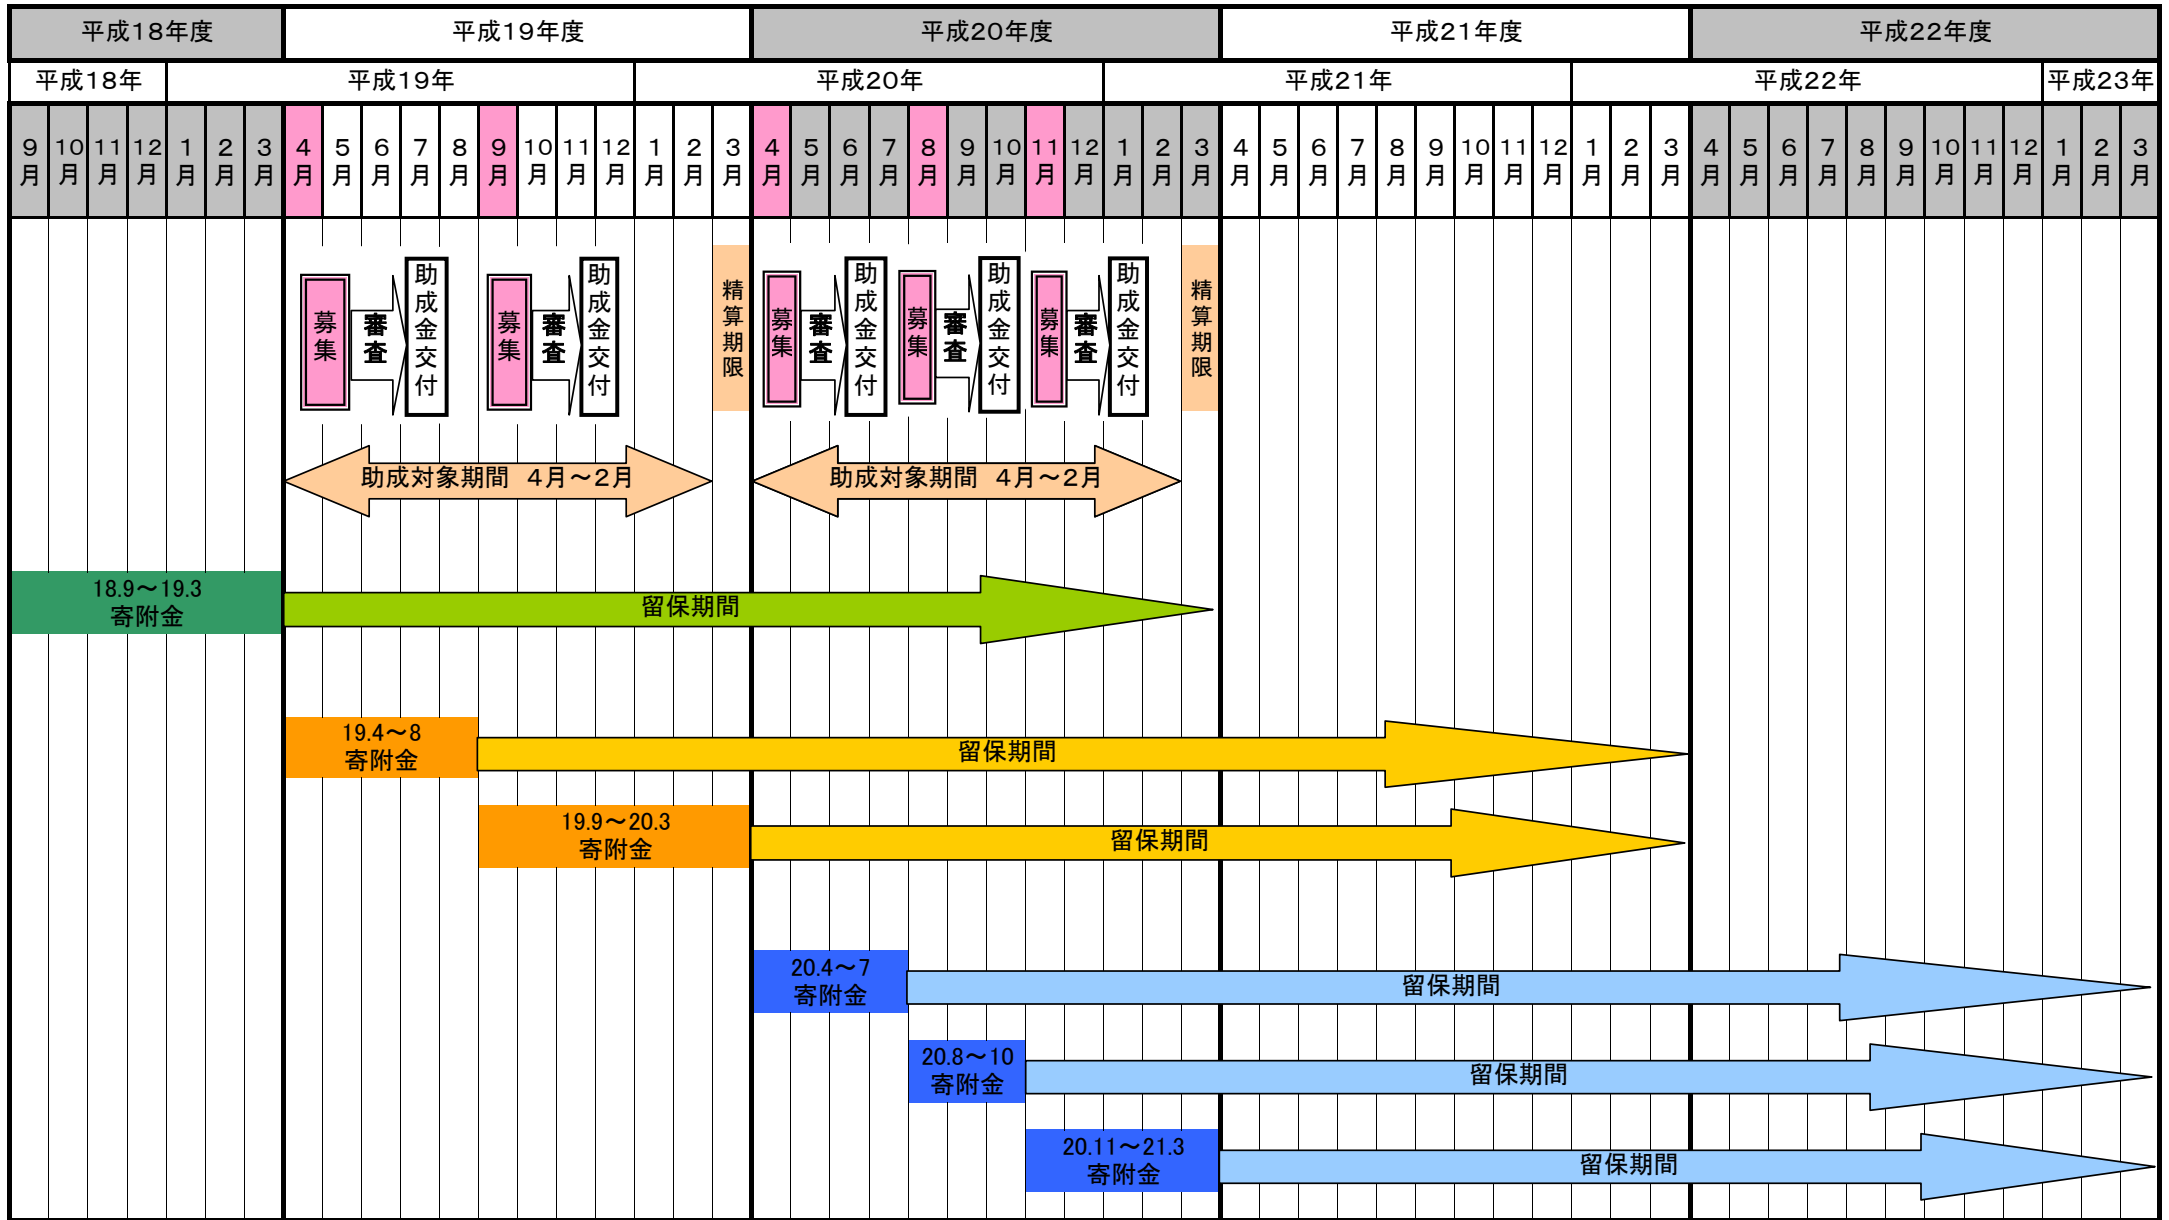 平成18年度 平成19年度 平成20年度 平成21年度 平成22年度
平成18年 平成19年 平成20年 平成21年 平成22年 平成23年
9月 10月 11月 12月 1月 2月 3月 4月 5月 6月 7月 8月 9月 10月 11月 12月 1月 2月 3月 4月 5月 6月 7月 8月 9月 10月 11月 12月 1月 2月 3月 4月 5月 6月 7月 8月 9月 10月 11月 12月 1月 2月 3月 4月 5月 6月 7月 8月 9月 10月 11月 12月 1月 2月 3月
募集
審査
助成金交付
募集
審査
助成金交付
精算期限
募集
審査
助成金交付
募集
審査
助成金交付
募集
審査
助成金交付
精算期限
助成対象期間 4月～2月
助成対象期間 4月～2月
18.9～19.3
寄附金
留保期間
19.4～8
寄附金
留保期間
19.9～20.3
寄附金
留保期間
20.4～7
寄附金
留保期間
20.8～10
寄附金
留保期間
20.11～21.3
寄附金
留保期間